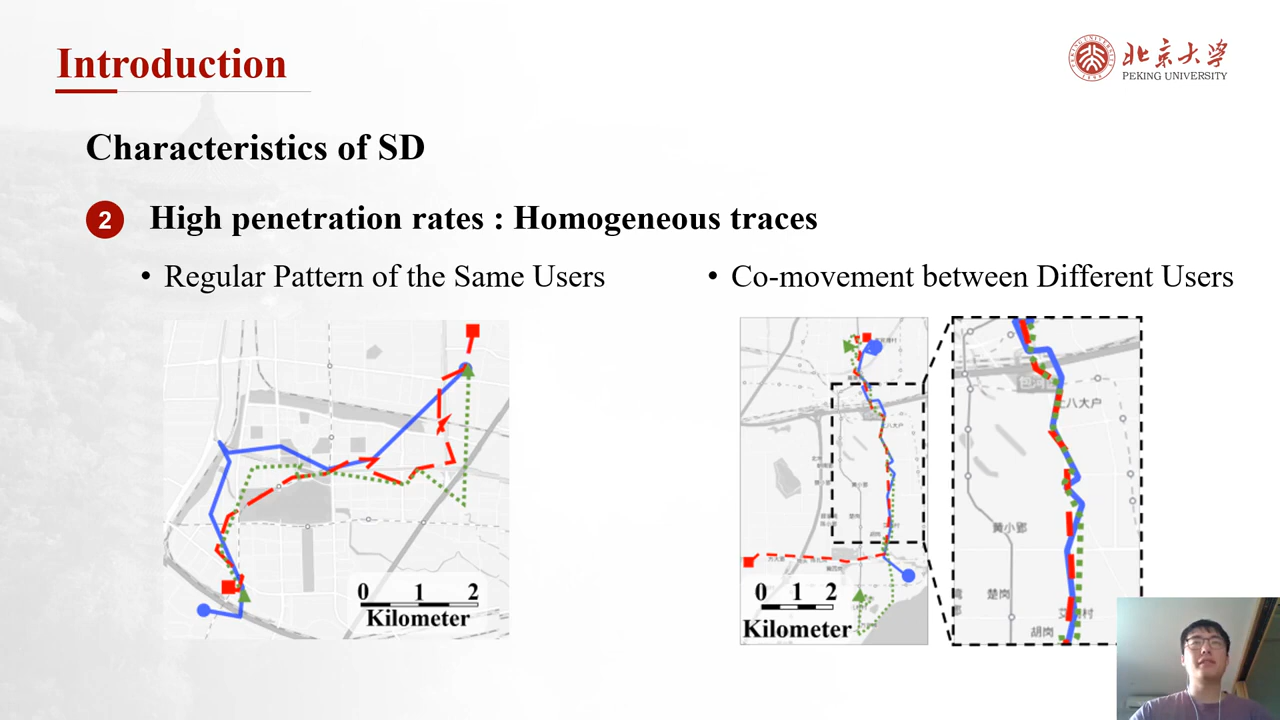 Introduction
北京大学
PEKING UNIVERSITY
Characteristics of SD
2 High penetration rates : Homogeneous traces
• Regular Pattern of the Same Users
• Co-movement between Different Users
0 1 2
Kilometer
0 1 2
Kilometer
上八大户
黄小鄧
楚岗
胡岗